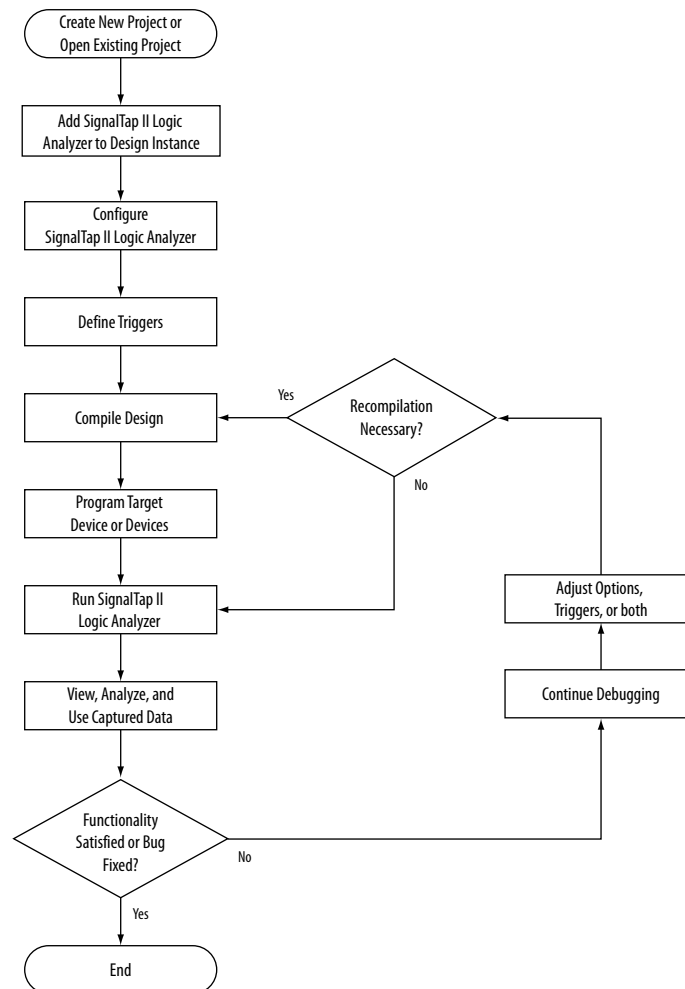 Create New Project or
Open Existing Project
Add SignalTap II Logic
Analyzer to Design Instance
Configure
SignalTap II Logic Analyzer
Define Triggers
Compile Design
Yes
Recompilation
Necessary?
No
Program Target
Device or Devices
Run SignalTap II
Logic Analyzer
Adjust Options,
Triggers, or both
View, Analyze, and
Use Captured Data
Continue Debugging
Functionality
Satisfied or Bug
Fixed?
No
Yes
End